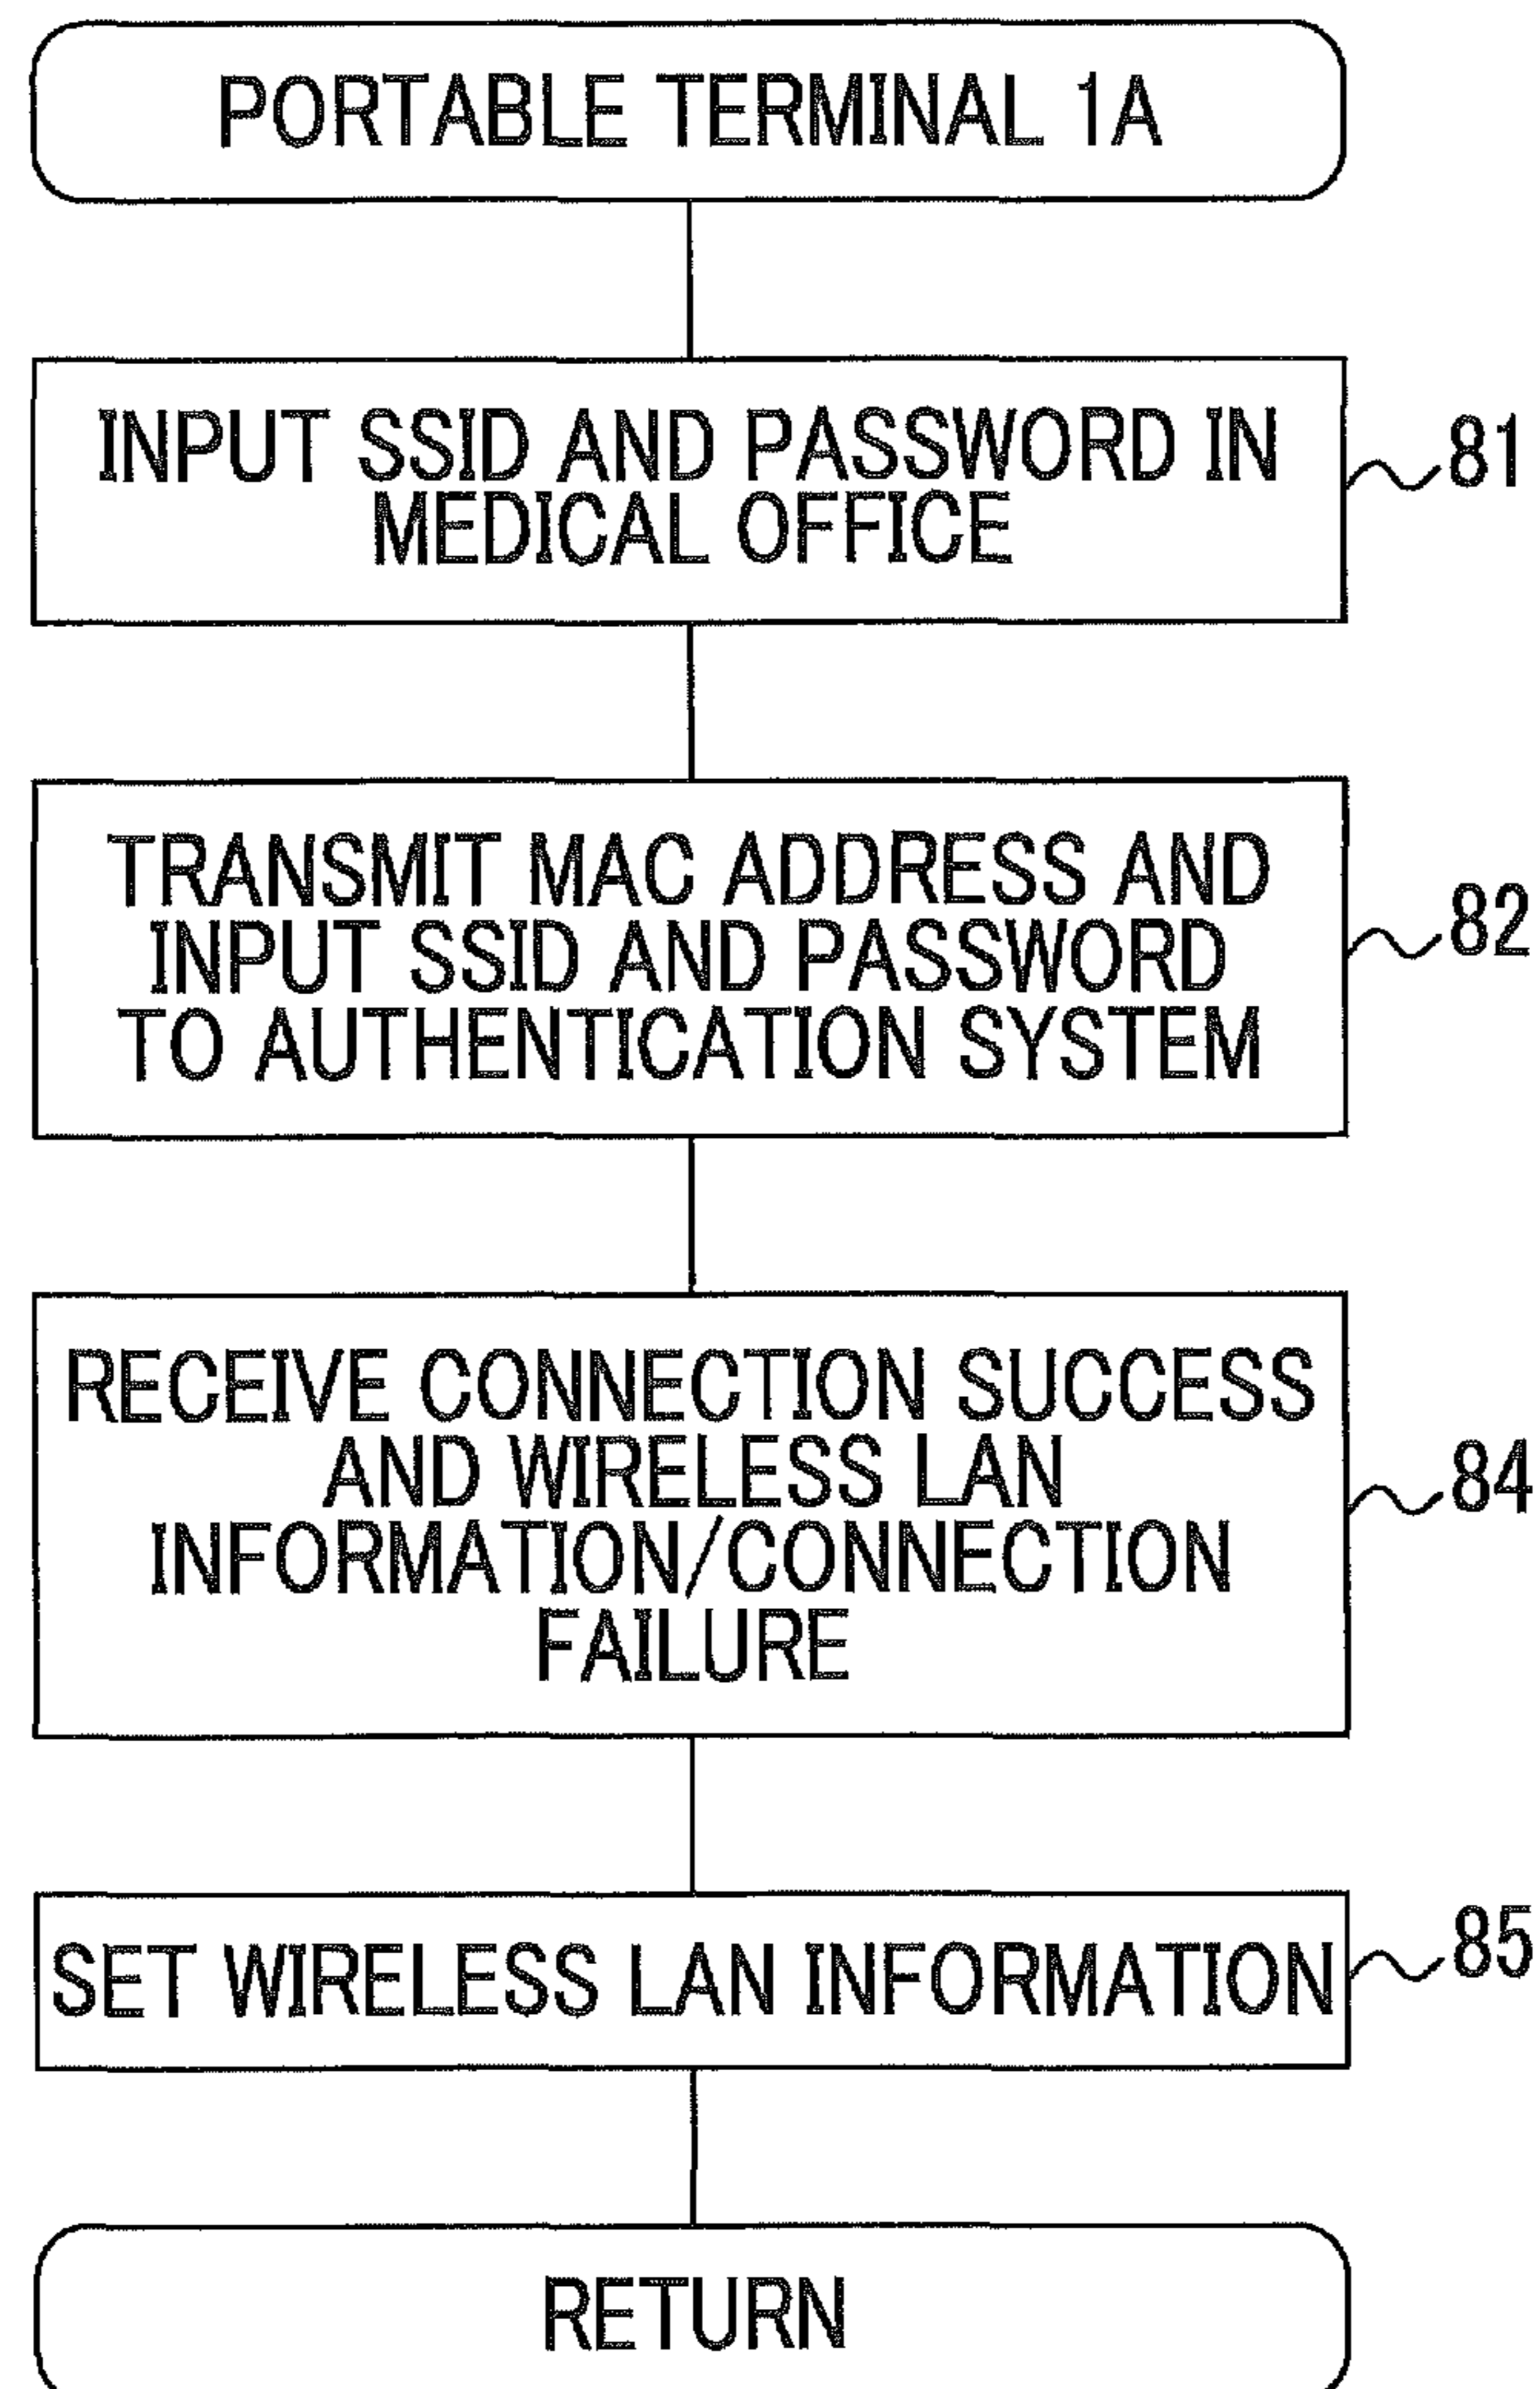 PORTABLE TERMINAL 1A
INPUT SSID AND PASSWORD IN
MEDICAL OFFICE
81
TRANSMIT MAC ADDRESS AND
INPUT SSID AND PASSWORD
TO AUTHENTICATION SYSTEM
82
RECEIVE CONNECTION SUCCESS
AND WIRELESS LAN
INFORMATION/CONNECTION
FAILURE
84
SET WIRELESS LAN INFORMATION
85
RETURN